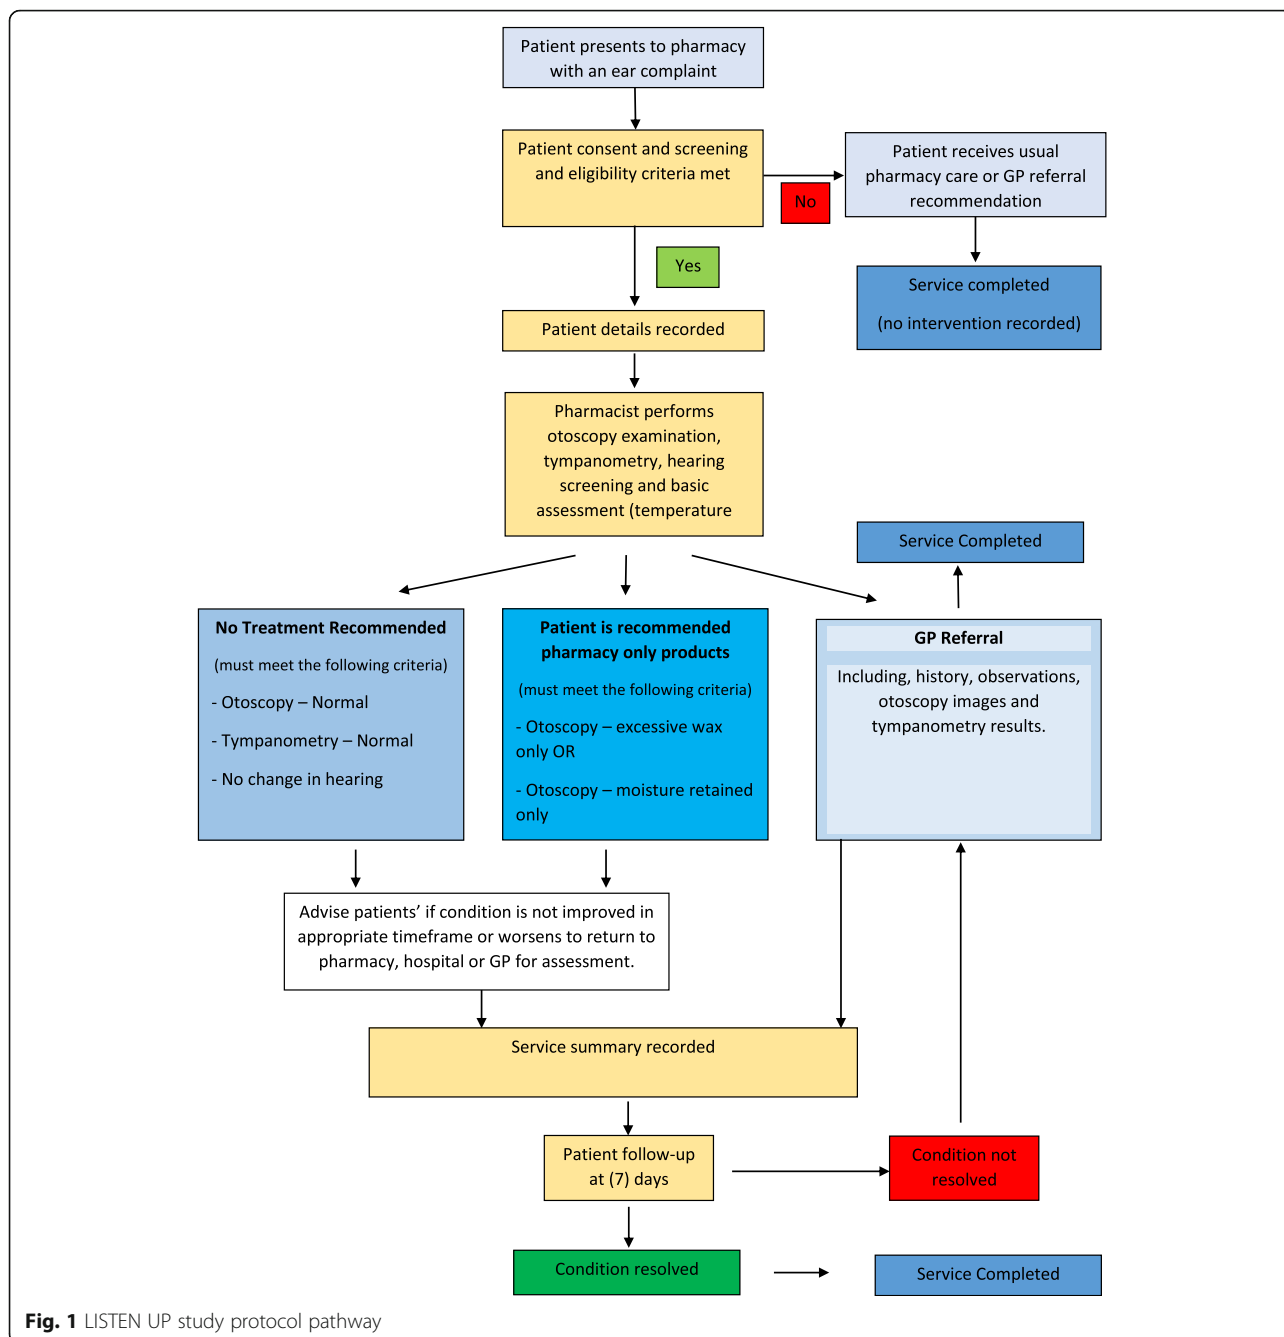 Patient presents to pharmacy
with an ear complaint
Patient consent and screening
and eligibility criteria met
No
Patient receives usual
pharmacy care or GP referral
recommendation
Yes
Service completed
(no intervention recorded)
Patient details recorded
Pharmacist performs
otoscopy examination,
tympanometry, hearing
screening and basic
assessment (temperature
Service Completed
No Treatment Recommended
(must meet the following criteria)
- Otoscopy – Normal
- Tympanometry – Normal
- No change in hearing
Patient is recommended
pharmacy only products
(must meet the following criteria)
- Otoscopy – excessive wax
only OR
- Otoscopy – moisture retained
only
GP Referral
Including, history, observations,
otoscopy images and
tympanometry results.
Advise patients’ if condition is not improved in
appropriate timeframe or worsens to return to
pharmacy, hospital or GP for assessment.
Service summary recorded
Patient follow-up
at (7) days
Condition not
resolved
Condition resolved
Service Completed
Fig. 1 LISTEN UP study protocol pathway